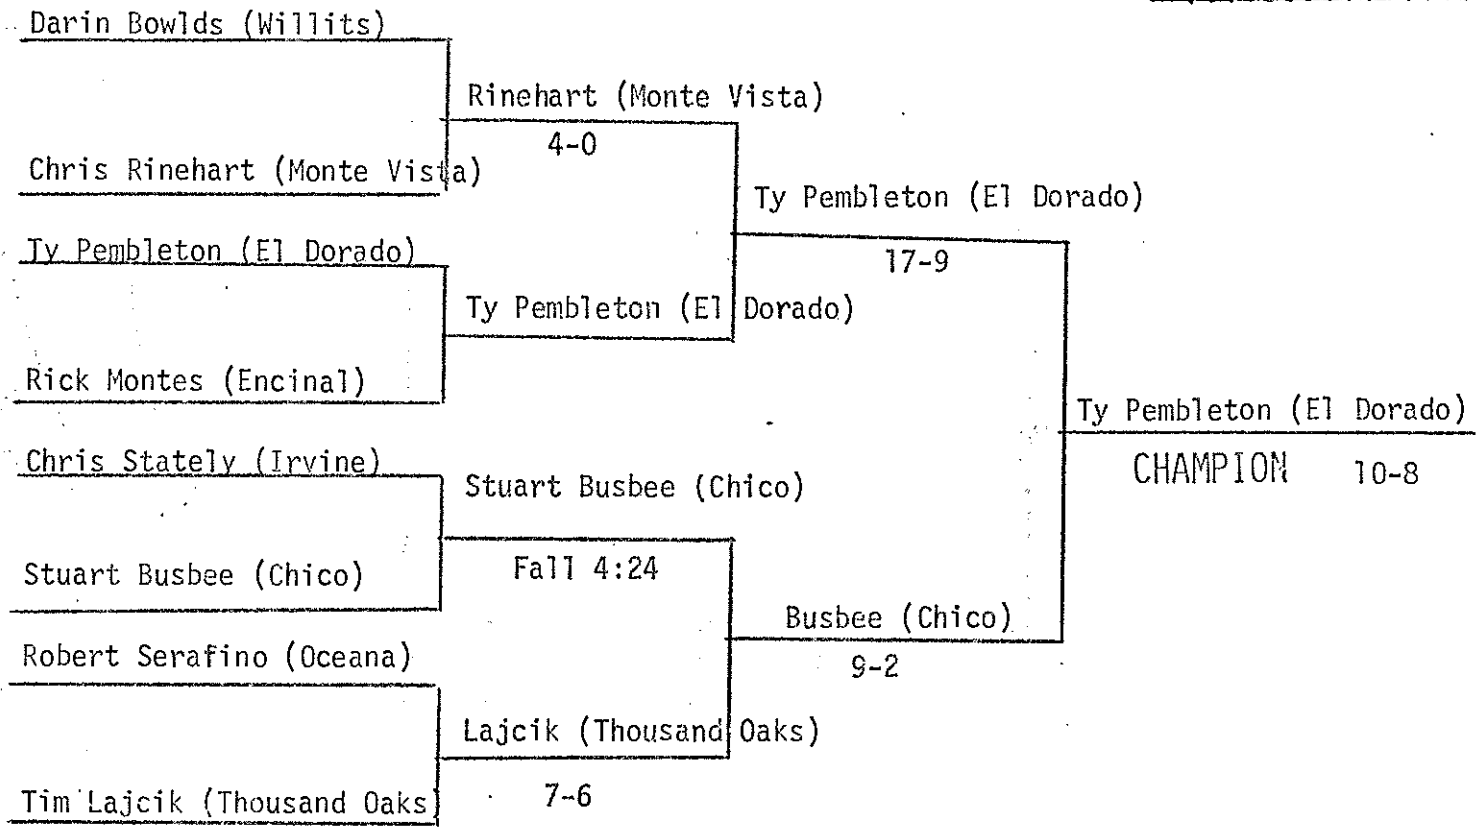 Darin Bowlds (Willits)
Rinehart (Monte Vista)
4-0
Chris Rinehart (Monte Vista)
Ty Pembleton (El Dorado)
17-9
Ty Pembleton (El Dorado)
Ty Pembleton (El Dorado)
Rick Montes (Encinal)
Ty Pembleton (El Dorado)
CHAMPION 10-8
Chris Stately (Irvine)
Stuart Busbee (Chico)
Fall 4:24
Stuart Busbee (Chico)
Busbee (Chico)
9-2
Robert Serafino (Oceana)
Lajcik (Thousand Oaks)
7-6
Tim Lajcik (Thousand Oaks)